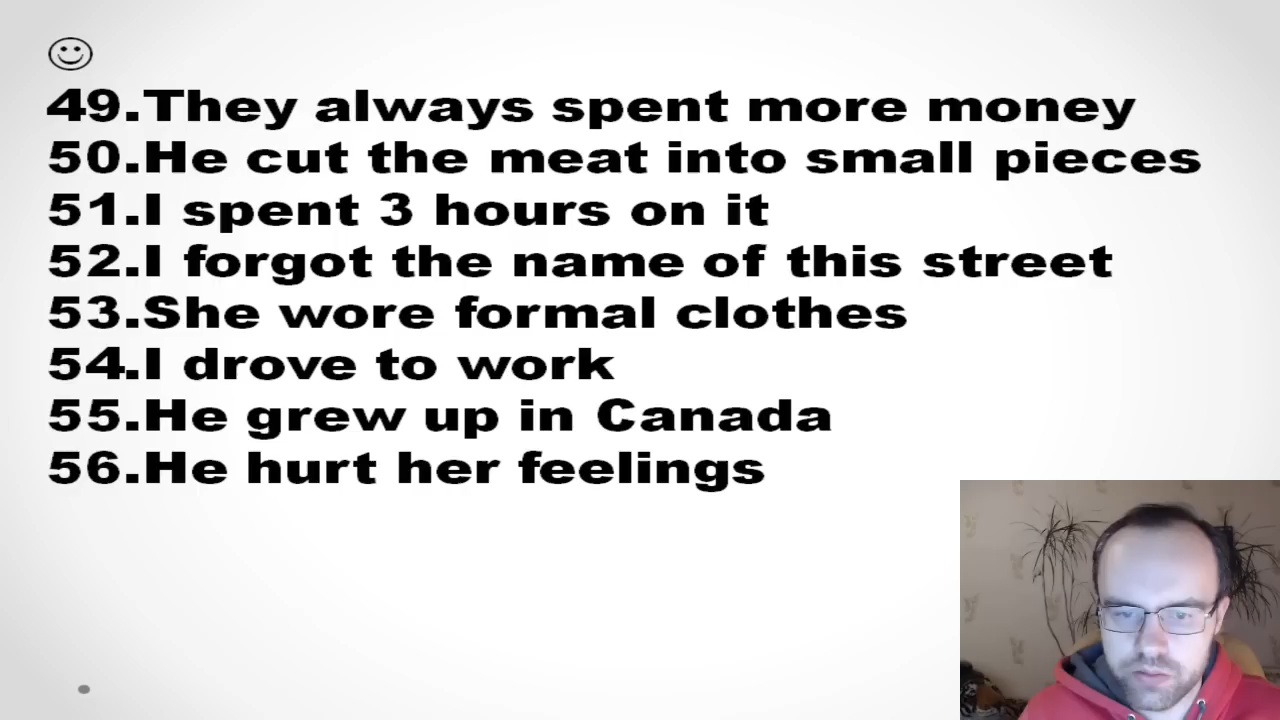 49.They always spent more money
50.He cut the meat into small pieces
51.I spent 3 hours on it
52.I forgot the name of this street
53.She wore formal clothes
54.I drove to work
55.He grew up in Canada
56.He hurt her feelings